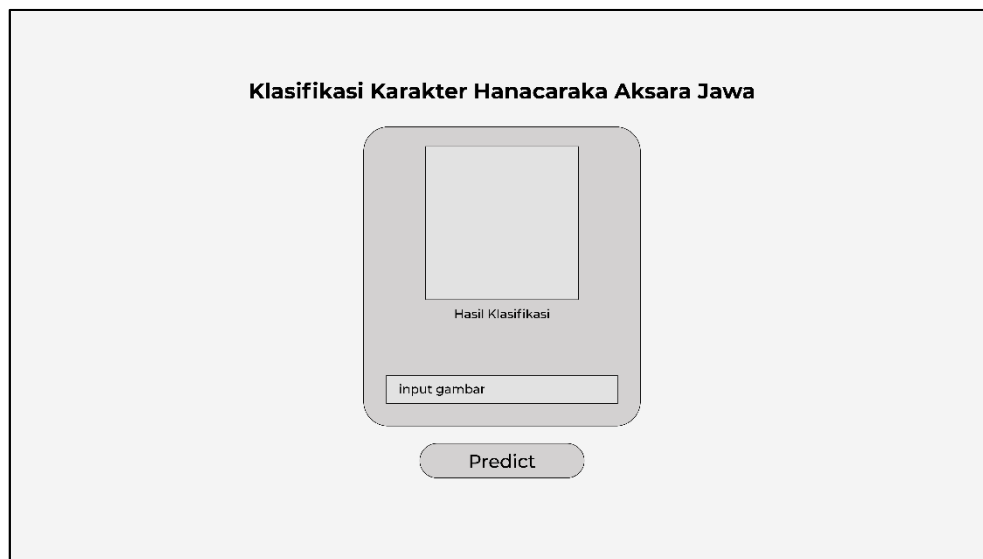 Klasifikasi Karakter Hanacaraka Aksara Jawa
Hasil Klasifikasi
input gambar
Predict